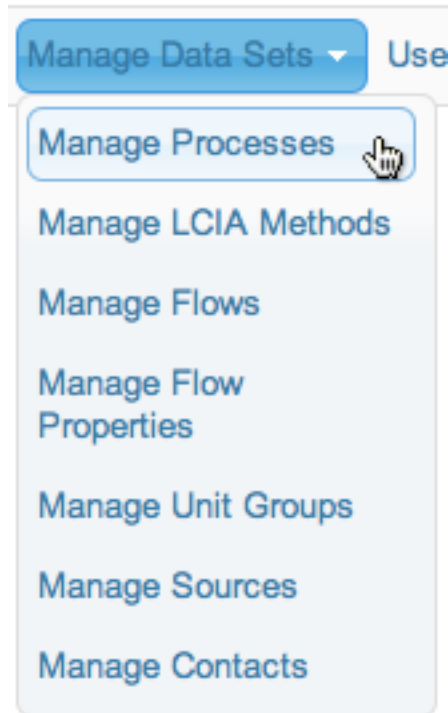 Manage Data Sets Use
Manage Processes
Manage LCIA Methods
Manage Flows
Manage Flow
Properties
Manage Unit Groups
Manage Sources
Manage Contacts